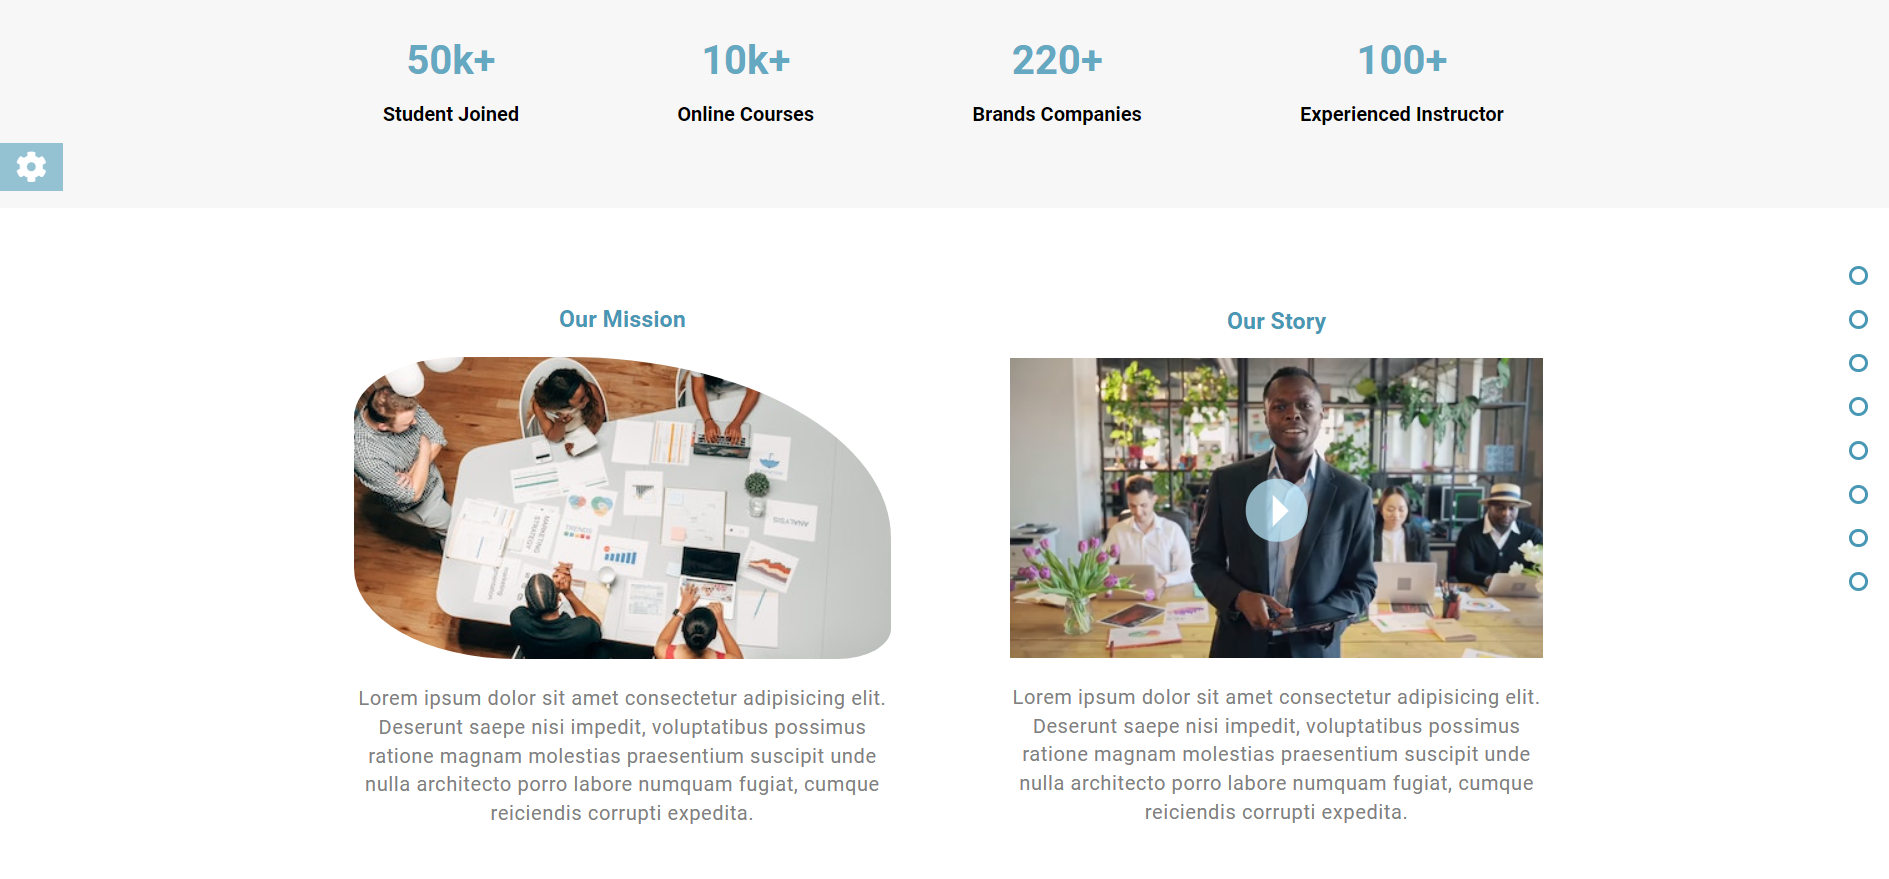 50k+ 10k+ 220+ 100+
Student Joined Online Courses Brands Companies Experienced Instructor
Our Mission
TRENDS
MARKETING STRATEGY
ANALYSIS
Lorem ipsum dolor sit amet consectetur adipisicing elit.
Deserunt saepe nisi impedit, voluptatibus possimus
ratione magnam molestias praesentium suscipit unde
nulla architecto porro labore numquam fugiat, cumque
reiciendis corrupti expedita.
Our Story
Lorem ipsum dolor sit amet consectetur adipisicing elit.
Deserunt saepe nisi impedit, voluptatibus possimus
ratione magnam molestias praesentium suscipit unde
nulla architecto porro labore numquam fugiat, cumque
reiciendis corrupti expedita.